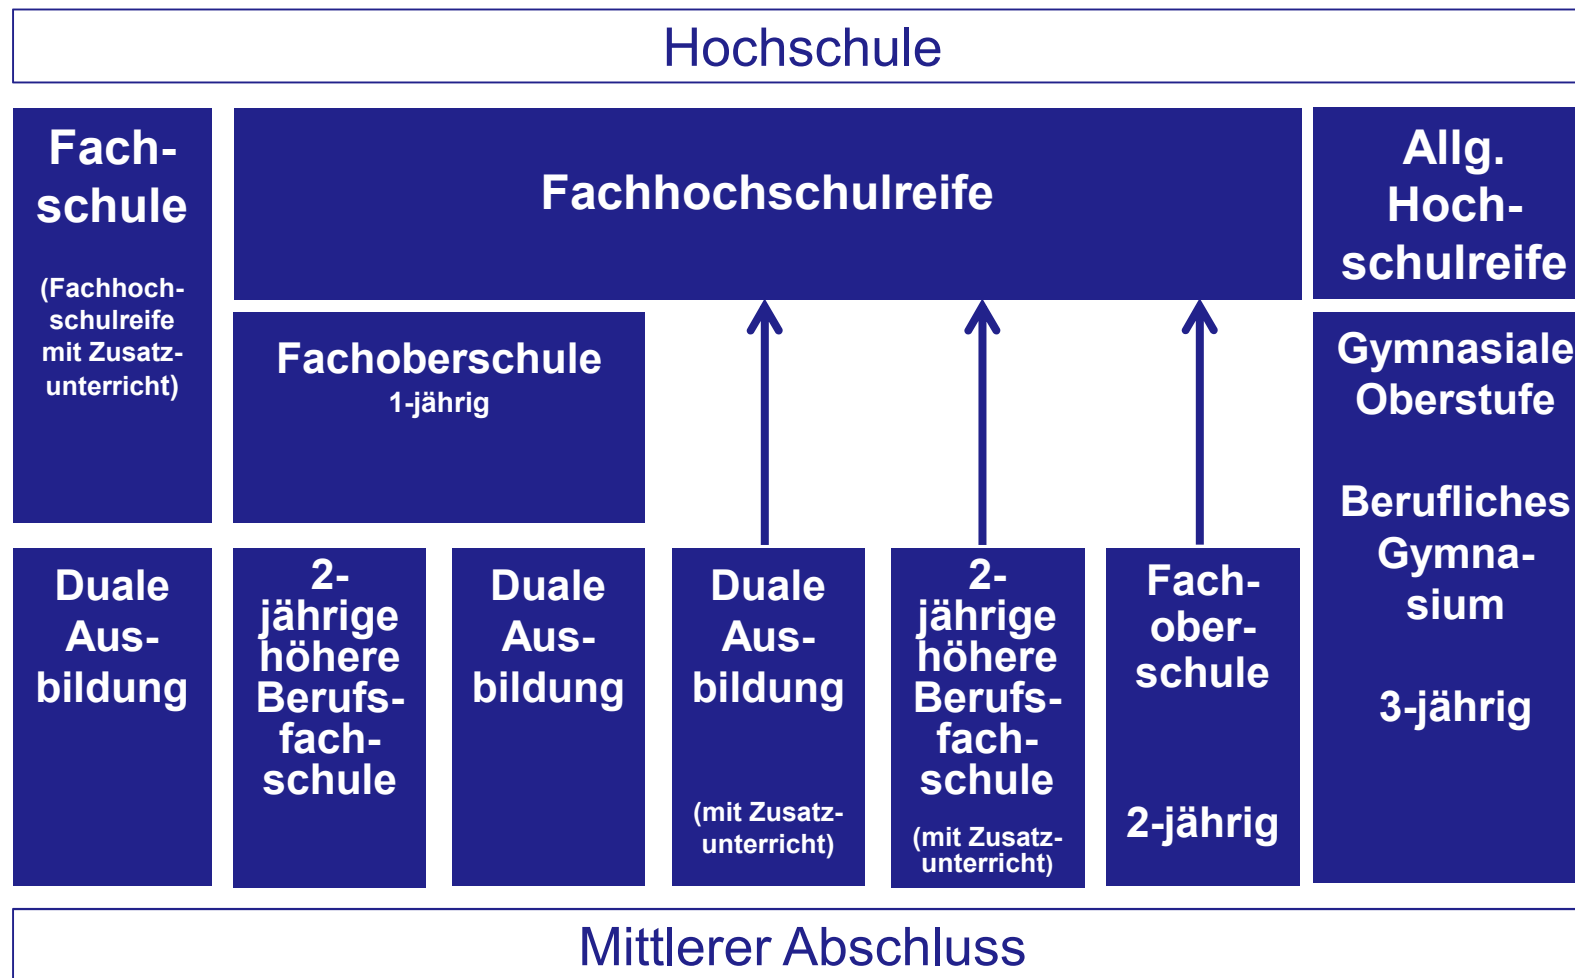 Hochschule
Fach-
schule
(Fachhoch-
schulreife
mit Zusatz-
unterricht)
Fachhochschulreife
Allg.
Hoch-
schulreife
Fachoberschule
1-jährig
Gymnasiale
Oberstufe
Berufliches
Gymna-
sium
3-jährig
Duale
Aus-
bildung
2-
jährige
höhere
Berufs-
fach-
schule
Duale
Aus-
bildung
Duale
Aus-
bildung
(mit Zusatz-
unterricht)
2-
jährige
höhere
Berufs-
fach-
schule
(mit Zusatz-
unterricht)
Fach-
ober-
schule
2-jährig
Mittlerer Abschluss